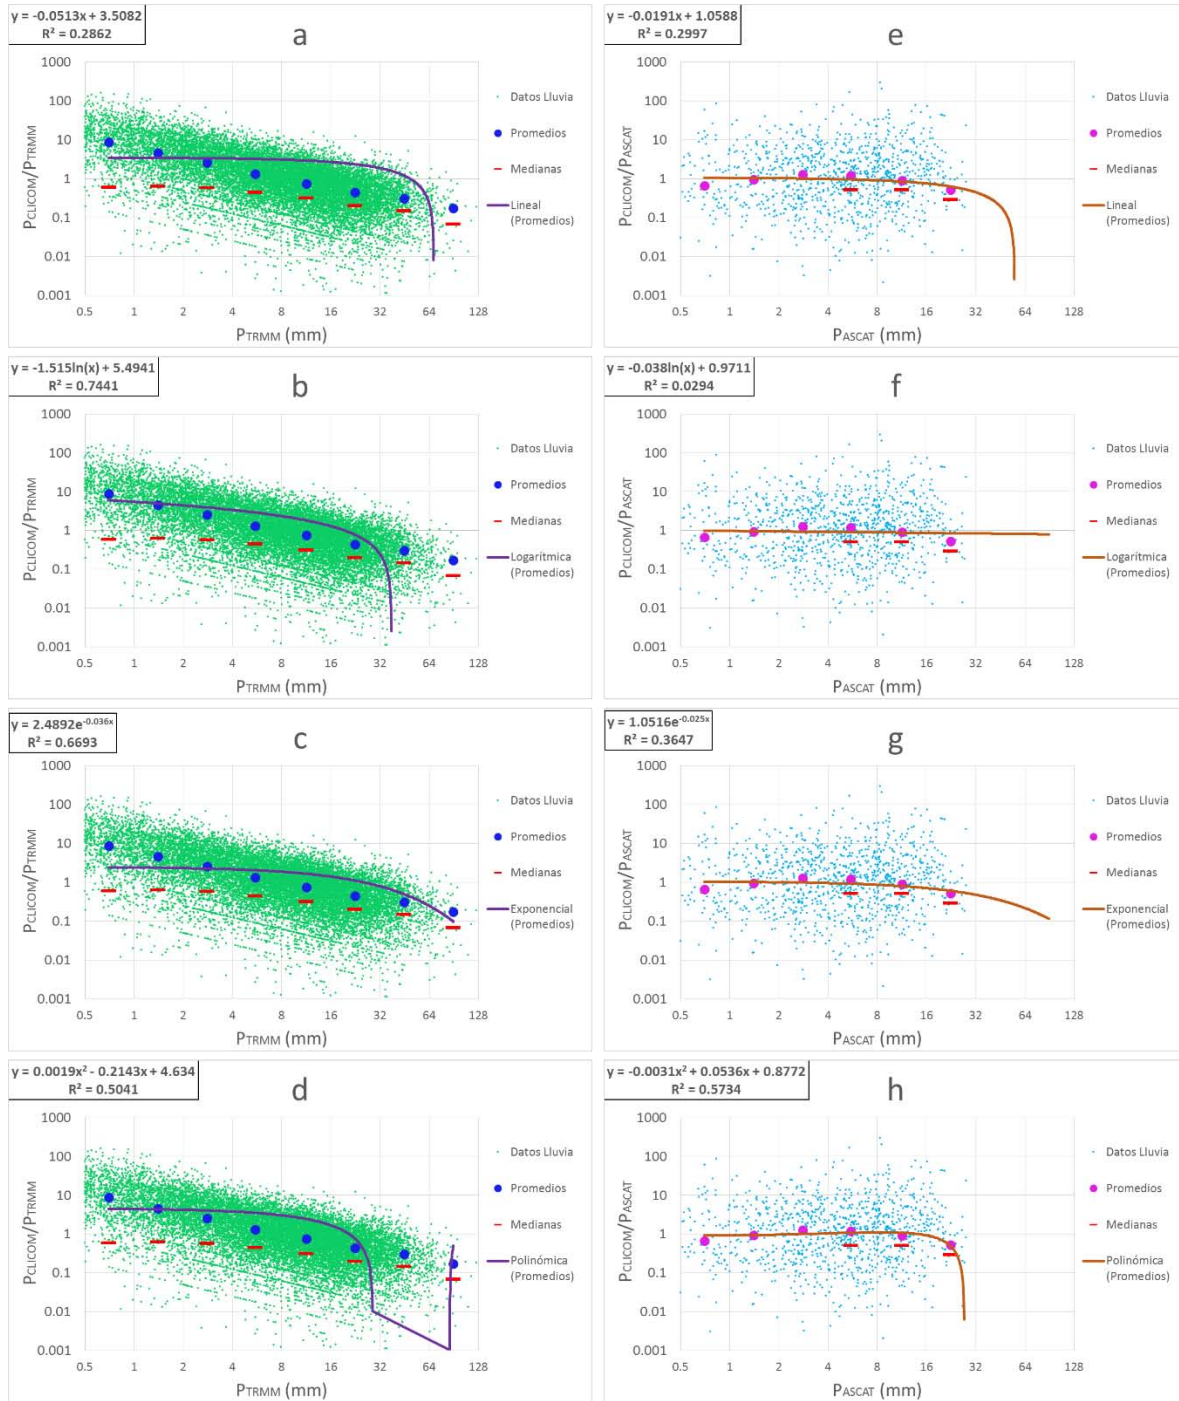 y = -0.0513x + 3.5082
R² = 0.2862
a
1000
100
10
1
0.1
0.01
0.001
PCLICOM/PTRMM
0.5 1 2 4 8 16 32 64 128
PTRMM (mm)
Datos Lluvia
Promedios
Medianas
Lineal
(Promedios)
y = -0.0191x + 1.0588
R² = 0.2997
e
1000
100
10
1
0.1
0.01
0.001
PCLICOM/PASCAT
0.5 1 2 4 8 16 32 64 128
PASCAT (mm)
Datos Lluvia
Promedios
Medianas
Lineal
(Promedios)
y = -1.515ln(x) + 5.4941
R² = 0.7441
b
1000
100
10
1
0.1
0.01
0.001
PCLICOM/PTRMM
0.5 1 2 4 8 16 32 64 128
PTRMM (mm)
Datos Lluvia
Promedios
Medianas
Logarítmica
(Promedios)
y = -0.038ln(x) + 0.9711
R² = 0.0294
f
1000
100
10
1
0.1
0.01
0.001
PCLICOM/PASCAT
0.5 1 2 4 8 16 32 64 128
PASCAT (mm)
Datos Lluvia
Promedios
Medianas
Logarítmica
(Promedios)
y = 2.4892e^-0.036x
R² = 0.6693
c
1000
100
10
1
0.1
0.01
0.001
PCLICOM/PTRMM
0.5 1 2 4 8 16 32 64 128
PTRMM (mm)
Datos Lluvia
Promedios
Medianas
Exponencial
(Promedios)
y = 1.0516e^-0.025x
R² = 0.3647
g
1000
100
10
1
0.1
0.01
0.001
PCLICOM/PASCAT
0.5 1 2 4 8 16 32 64 128
PASCAT (mm)
Datos Lluvia
Promedios
Medianas
Exponencial
(Promedios)
y = 0.0019x² - 0.2143x + 4.634
R² = 0.5041
d
1000
100
10
1
0.1
0.01
0.001
PCLICOM/PTRMM
0.5 1 2 4 8 16 32 64 128
PTRMM (mm)
Datos Lluvia
Promedios
Medianas
Polinómica
(Promedios)
y = -0.0031x² + 0.0536x + 0.8772
R² = 0.5734
h
1000
100
10
1
0.1
0.01
0.001
PCLICOM/PASCAT
0.5 1 2 4 8 16 32 64 128
PASCAT (mm)
Datos Lluvia
Promedios
Medianas
Polinómica
(Promedios)